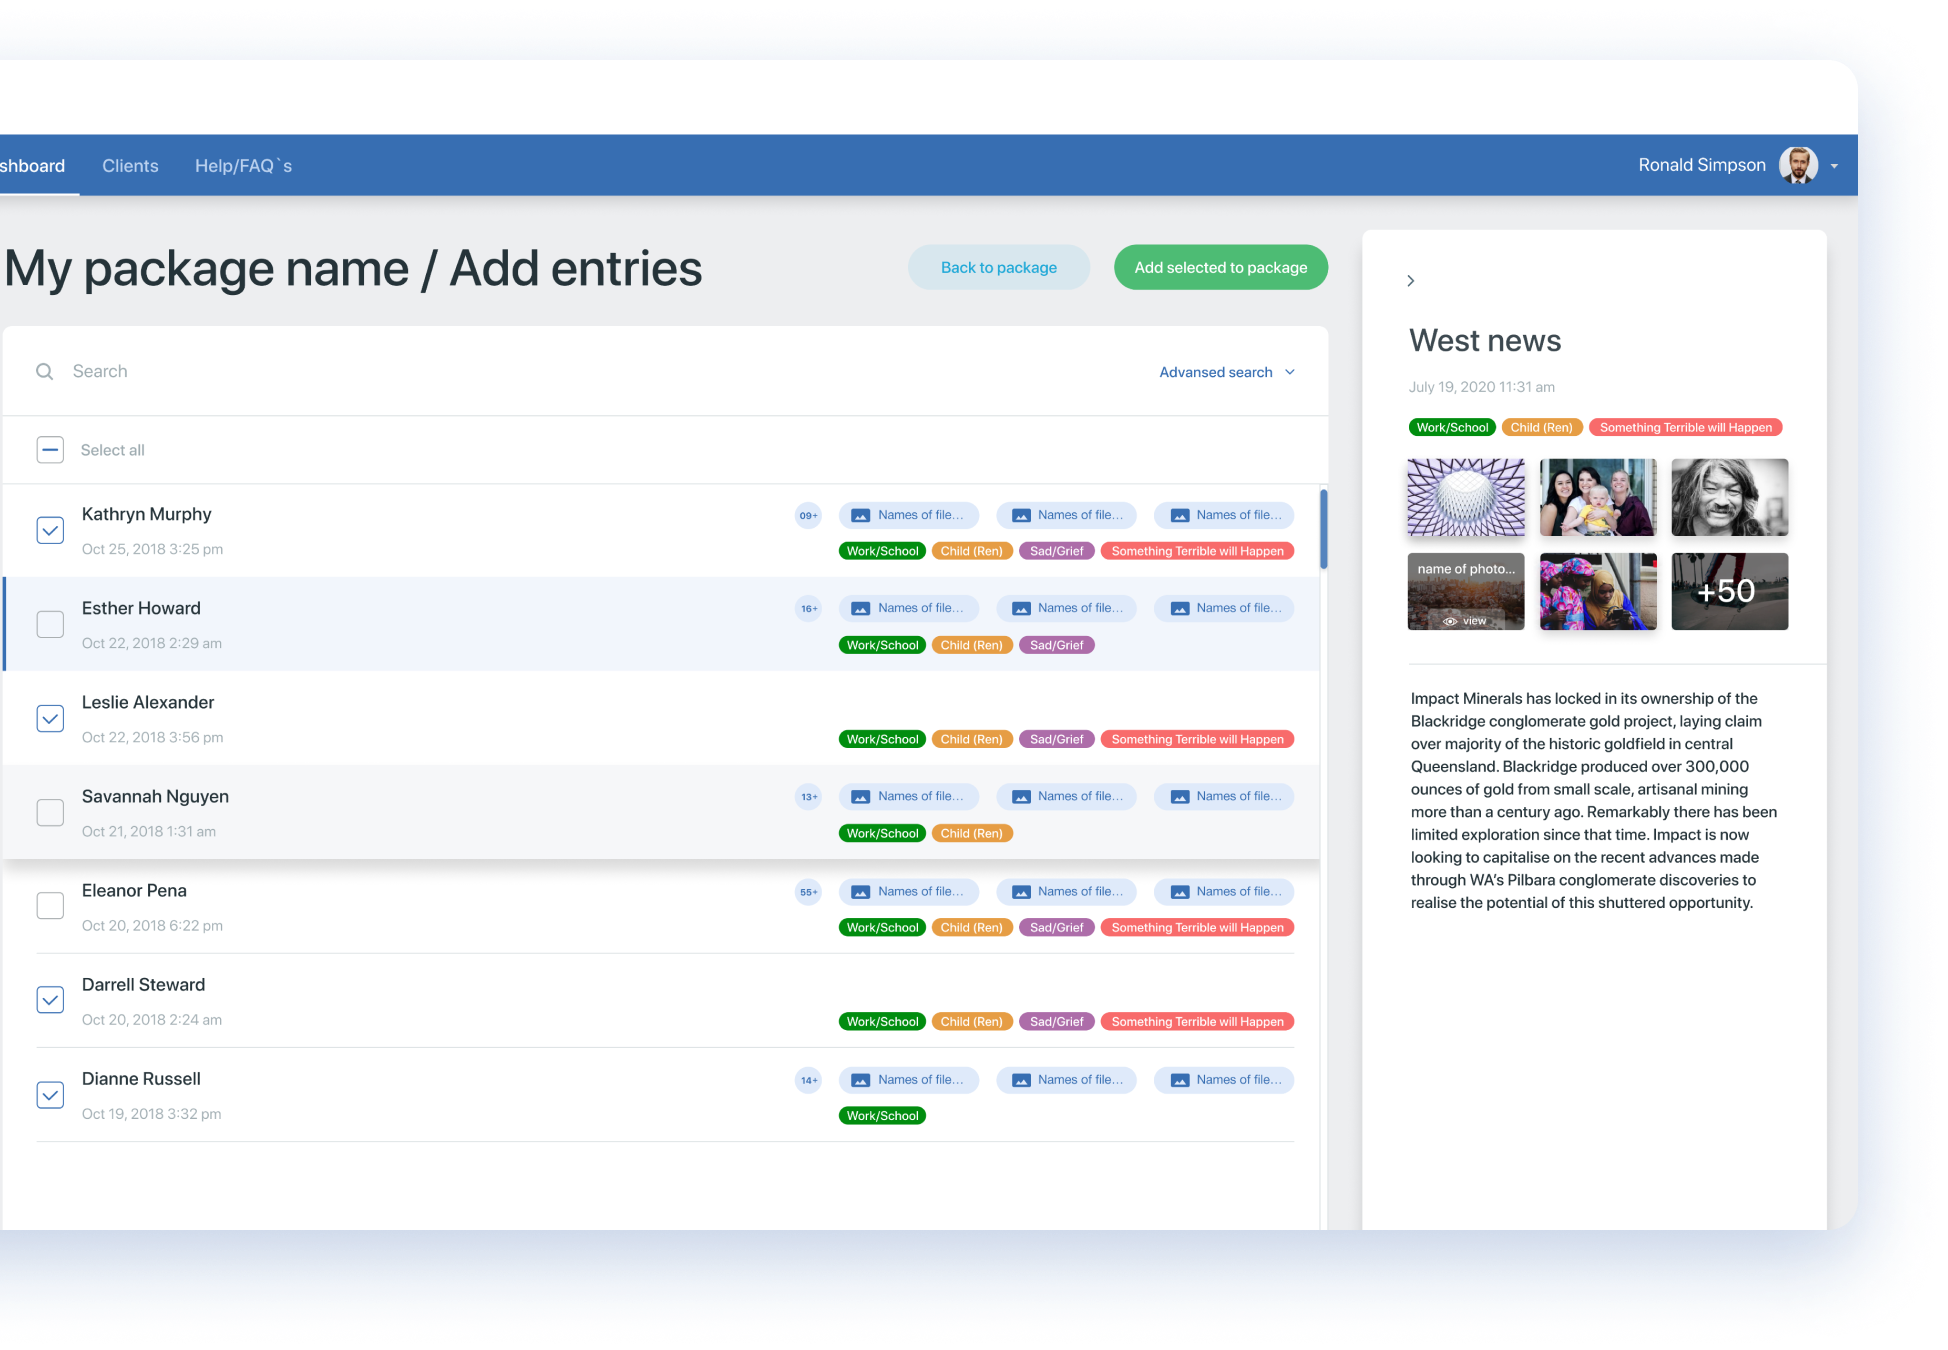 shboard Clients Help/FAQ`s Ronald Simpson
My package name / Add entries Back to package Add selected to package
Search Advansed search
Select all
Kathryn Murphy 09+ Names of file... Names of file... Names of file...
Oct 25, 2018 3:25 pm Work/School Child (Ren) Sad/Grief Something Terrible will Happen
Esther Howard 16+ Names of file... Names of file... Names of file...
Oct 22, 2018 2:29 am Work/School Child (Ren) Sad/Grief
Leslie Alexander
Oct 22, 2018 3:56 pm Work/School Child (Ren) Sad/Grief Something Terrible will Happen
Savannah Nguyen 13+ Names of file... Names of file... Names of file...
Oct 21, 2018 1:31 am Work/School Child (Ren)
Eleanor Pena 55+ Names of file... Names of file... Names of file...
Oct 20, 2018 6:22 pm Work/School Child (Ren) Sad/Grief Something Terrible will Happen
Darrell Steward
Oct 20, 2018 2:24 am Work/School Child (Ren) Sad/Grief Something Terrible will Happen
Dianne Russell 14+ Names of file... Names of file... Names of file...
Oct 19, 2018 3:32 pm Work/School
West news
July 19, 2020 11:31 am
Work/School Child (Ren) Something Terrible will Happen
name of photo...
view
+50
Impact Minerals has locked in its ownership of the
Blackridge conglomerate gold project, laying claim
over majority of the historic goldfield in central
Queensland. Blackridge produced over 300,000
ounces of gold from small scale, artisanal mining
more than a century ago. Remarkably there has been
limited exploration since that time. Impact is now
looking to capitalise on the recent advances made
through WA’s Pilbara conglomerate discoveries to
realise the potential of this shuttered opportunity.